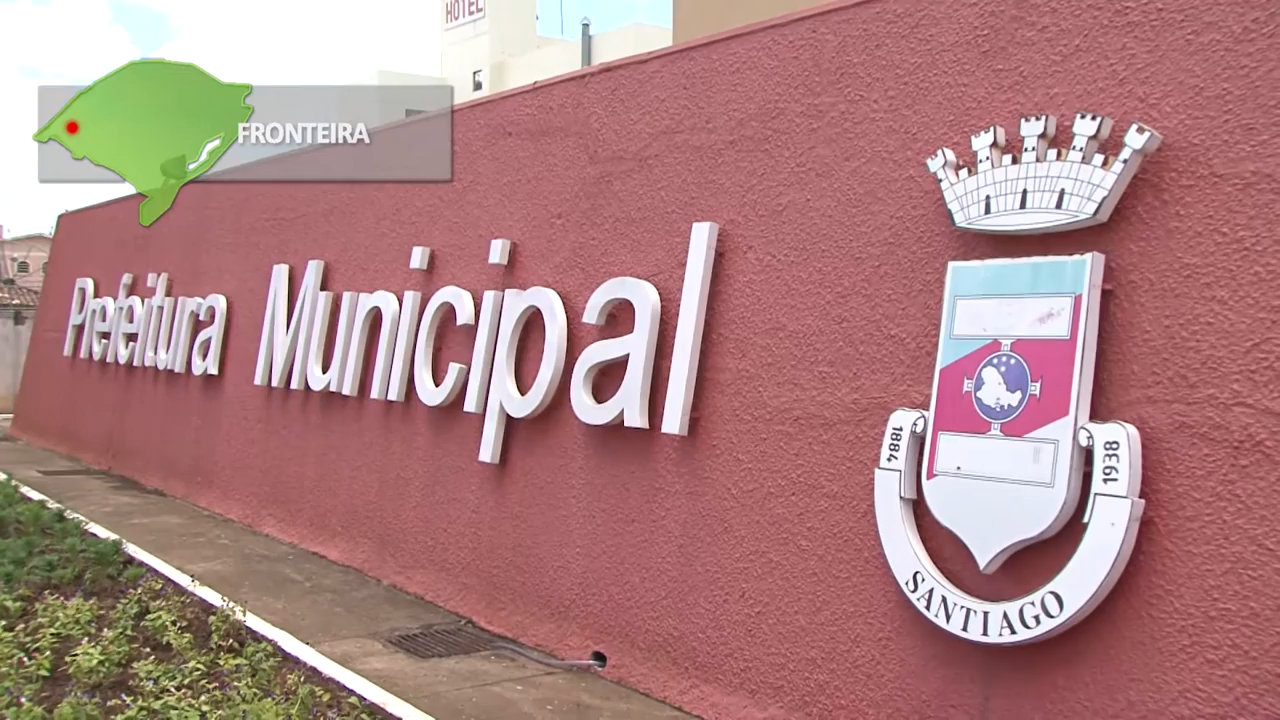 HOTEL
FRONTEIRA
Prefeitura Municipal
1884
1938
SANTIAGO